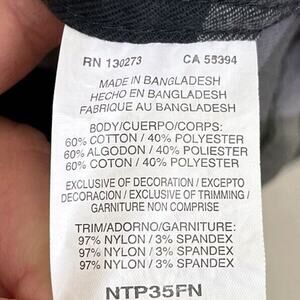 RN 130273 CA 55394
MADE IN BANGLADESH
HECHO EN BANGLADESH
FABRIQUE AU BANGLADESH
BODY/CUERPO/CORPS:
60% COTTON / 40% POLYESTER
60% ALGODON / 40% POLYESTER
60% COTON / 40% POLYESTER
EXCLUSIVE OF DECORATION / EXCEPTO
DECORACION / EXCLUSIVE OF TRIMMING /
GARNITURE NON COMPRISE
TRIM/ADORNO/GARNITURE:
97% NYLON / 3% SPANDEX
97% NYLON / 3% SPANDEX
97% NYLON / 3% SPANDEX
NTP35FN